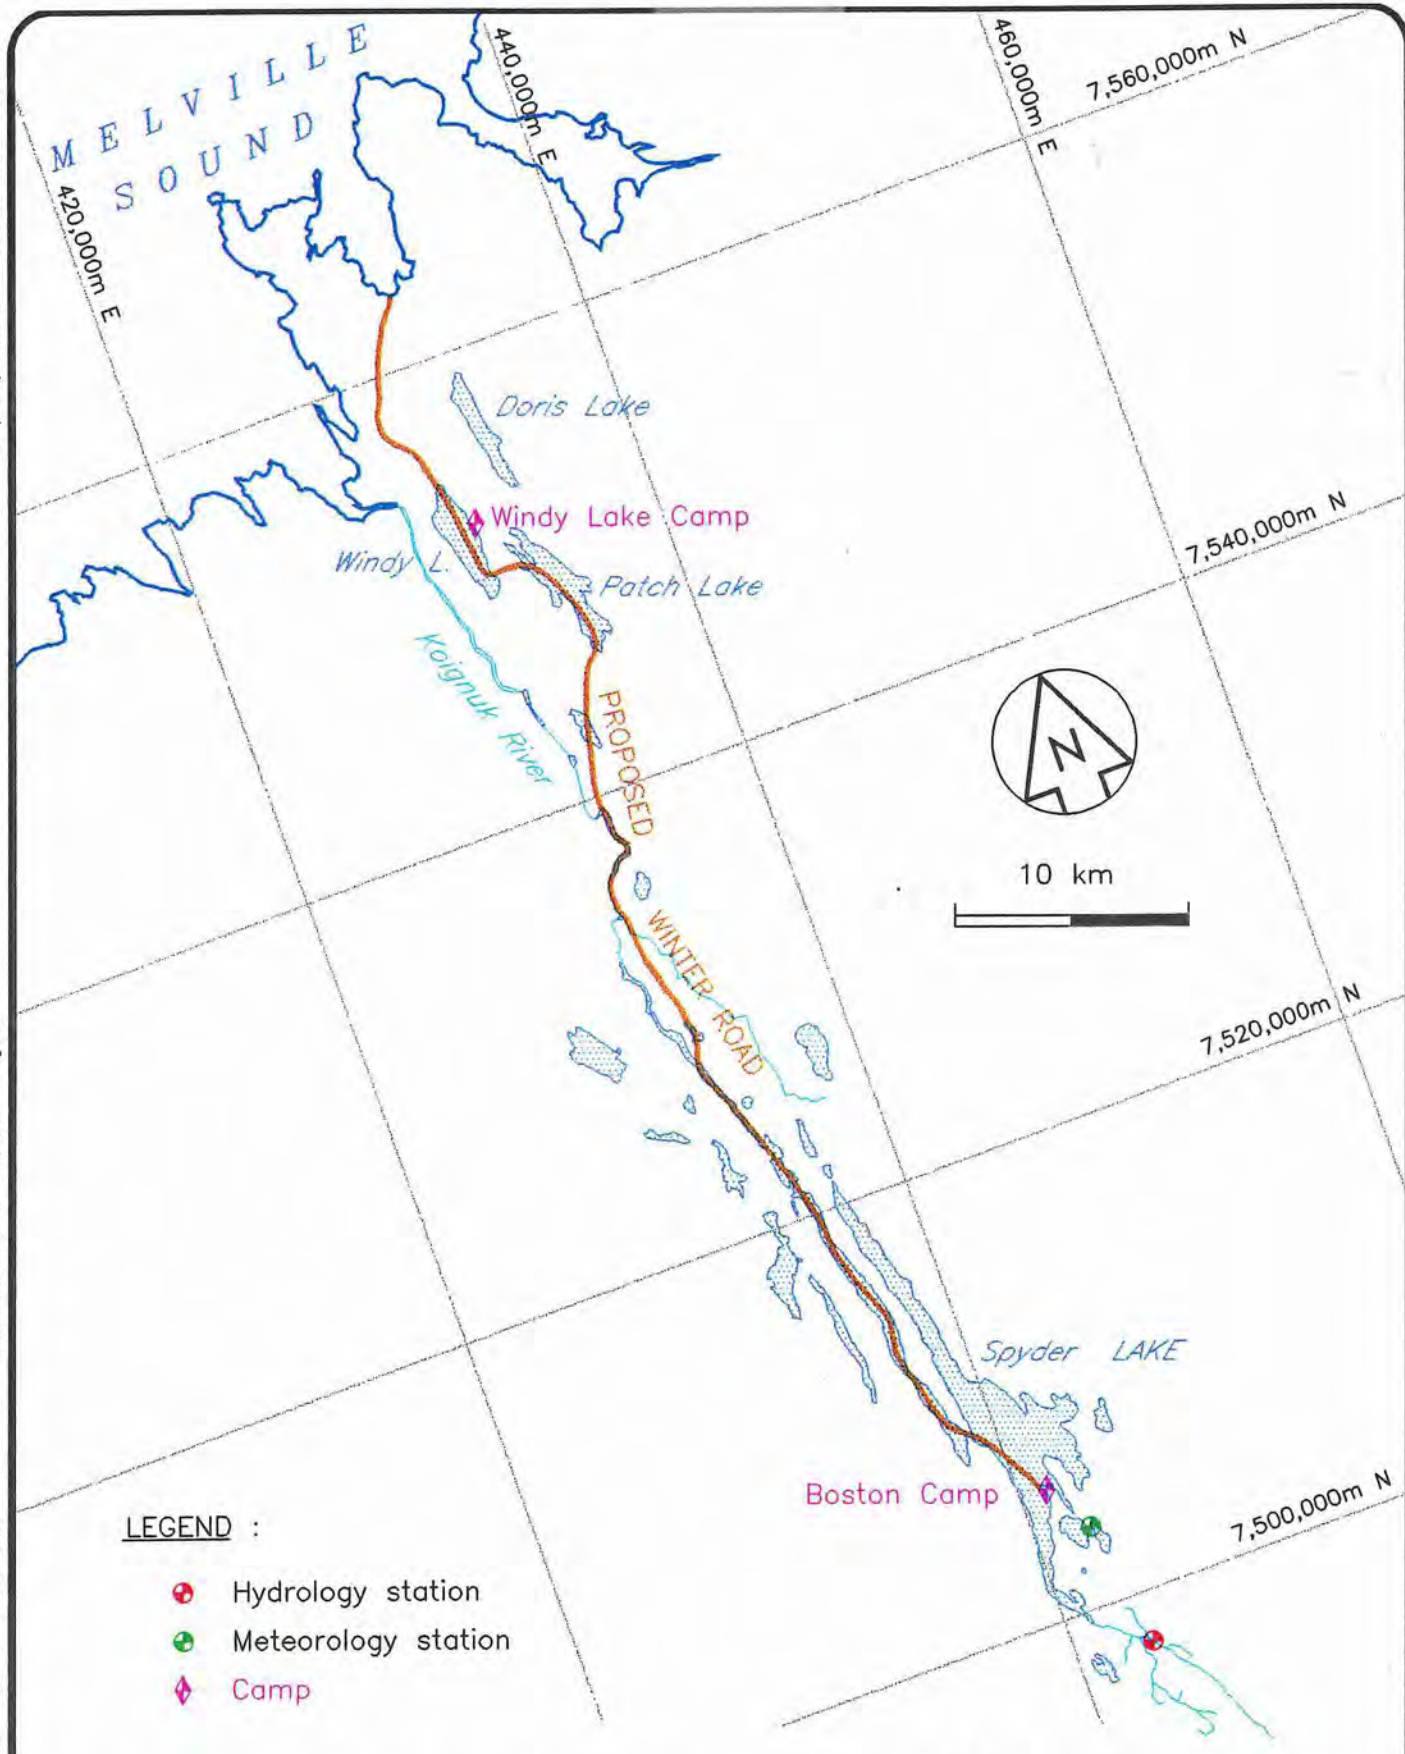 MELVILLE
SOUND
420,000m E
440,000m E
460,000m E
7,560,000m N
Doris Lake
Windy Lake Camp
Windy L.
Patch Lake
7,540,000m N
Koignuk River
PROPOSED
WINTER ROAD
N
10 km
7,520,000m N
Spyder LAKE
Boston Camp
7,500,000m N
LEGEND :
Hydrology station
Meteorology station
Camp